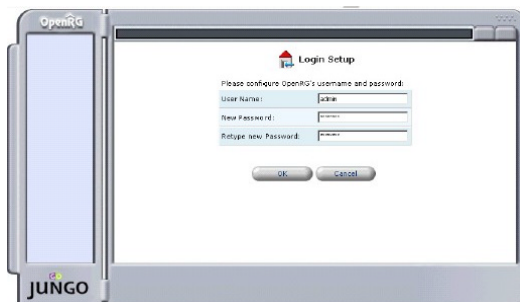 OpenRG
Login Setup
Please configure OpenRG's username and password:
User Name: admin
New Password: ********
Retype new Password: ********
OK Cancel
JUNGO